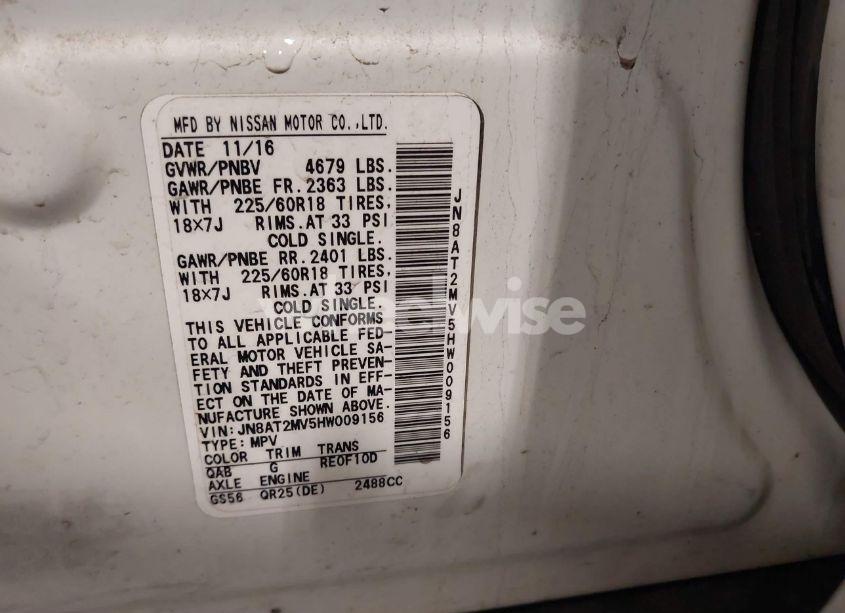 MFD BY NISSAN MOTOR CO.,LTD.
DATE 11/16
GVWR/PNBV 4679 LBS.
GAWR/PNBE FR. 2363 LBS.
WITH 225/60R18 TIRES,
18X7J RIMS. AT 33 PSI
COLD SINGLE.
GAWR/PNBE RR. 2401 LBS.
WITH 225/60R18 TIRES,
18X7J RIMS. AT 33 PSI
COLD SINGLE.
THIS VEHICLE CONFORMS
TO ALL APPLICABLE FED-
ERAL MOTOR VEHICLE SA-
FETY AND THEFT PREVEN-
TION STANDARDS IN EFF-
ECT ON THE DATE OF MA-
NUFACTURE SHOWN ABOVE.
VIN: JN8AT2MV5HW009156
TYPE: MPV
COLOR TRIM TRANS
QAB G RE0F10D
AXLE ENGINE
GS56 QR25(DE) 2488CC
JN8AT2MV5HW009156
wheelwise